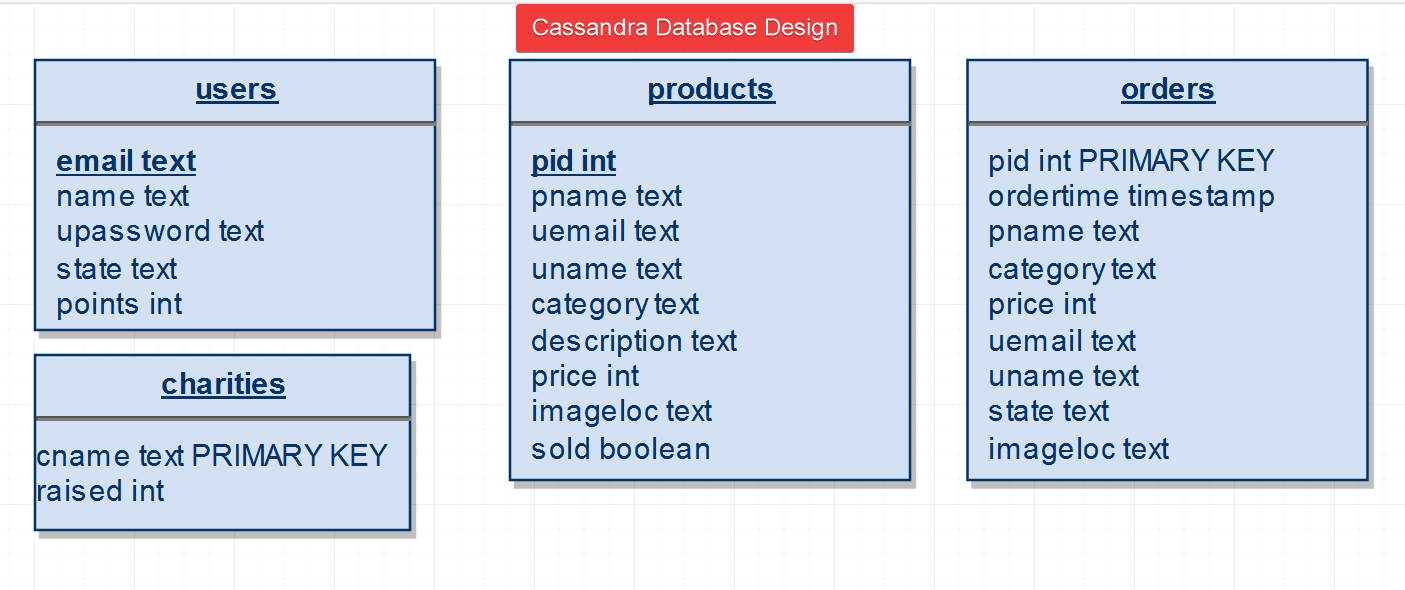 Cassandra Database Design
users
email text
name text
upassword text
state text
points int
charities
cname text PRIMARY KEY
raised int
products
pid int
pname text
uemail text
uname text
category text
description text
price int
imageloc text
sold boolean
orders
pid int PRIMARY KEY
ordertime timestamp
pname text
category text
price int
uemail text
uname text
state text
imageloc text